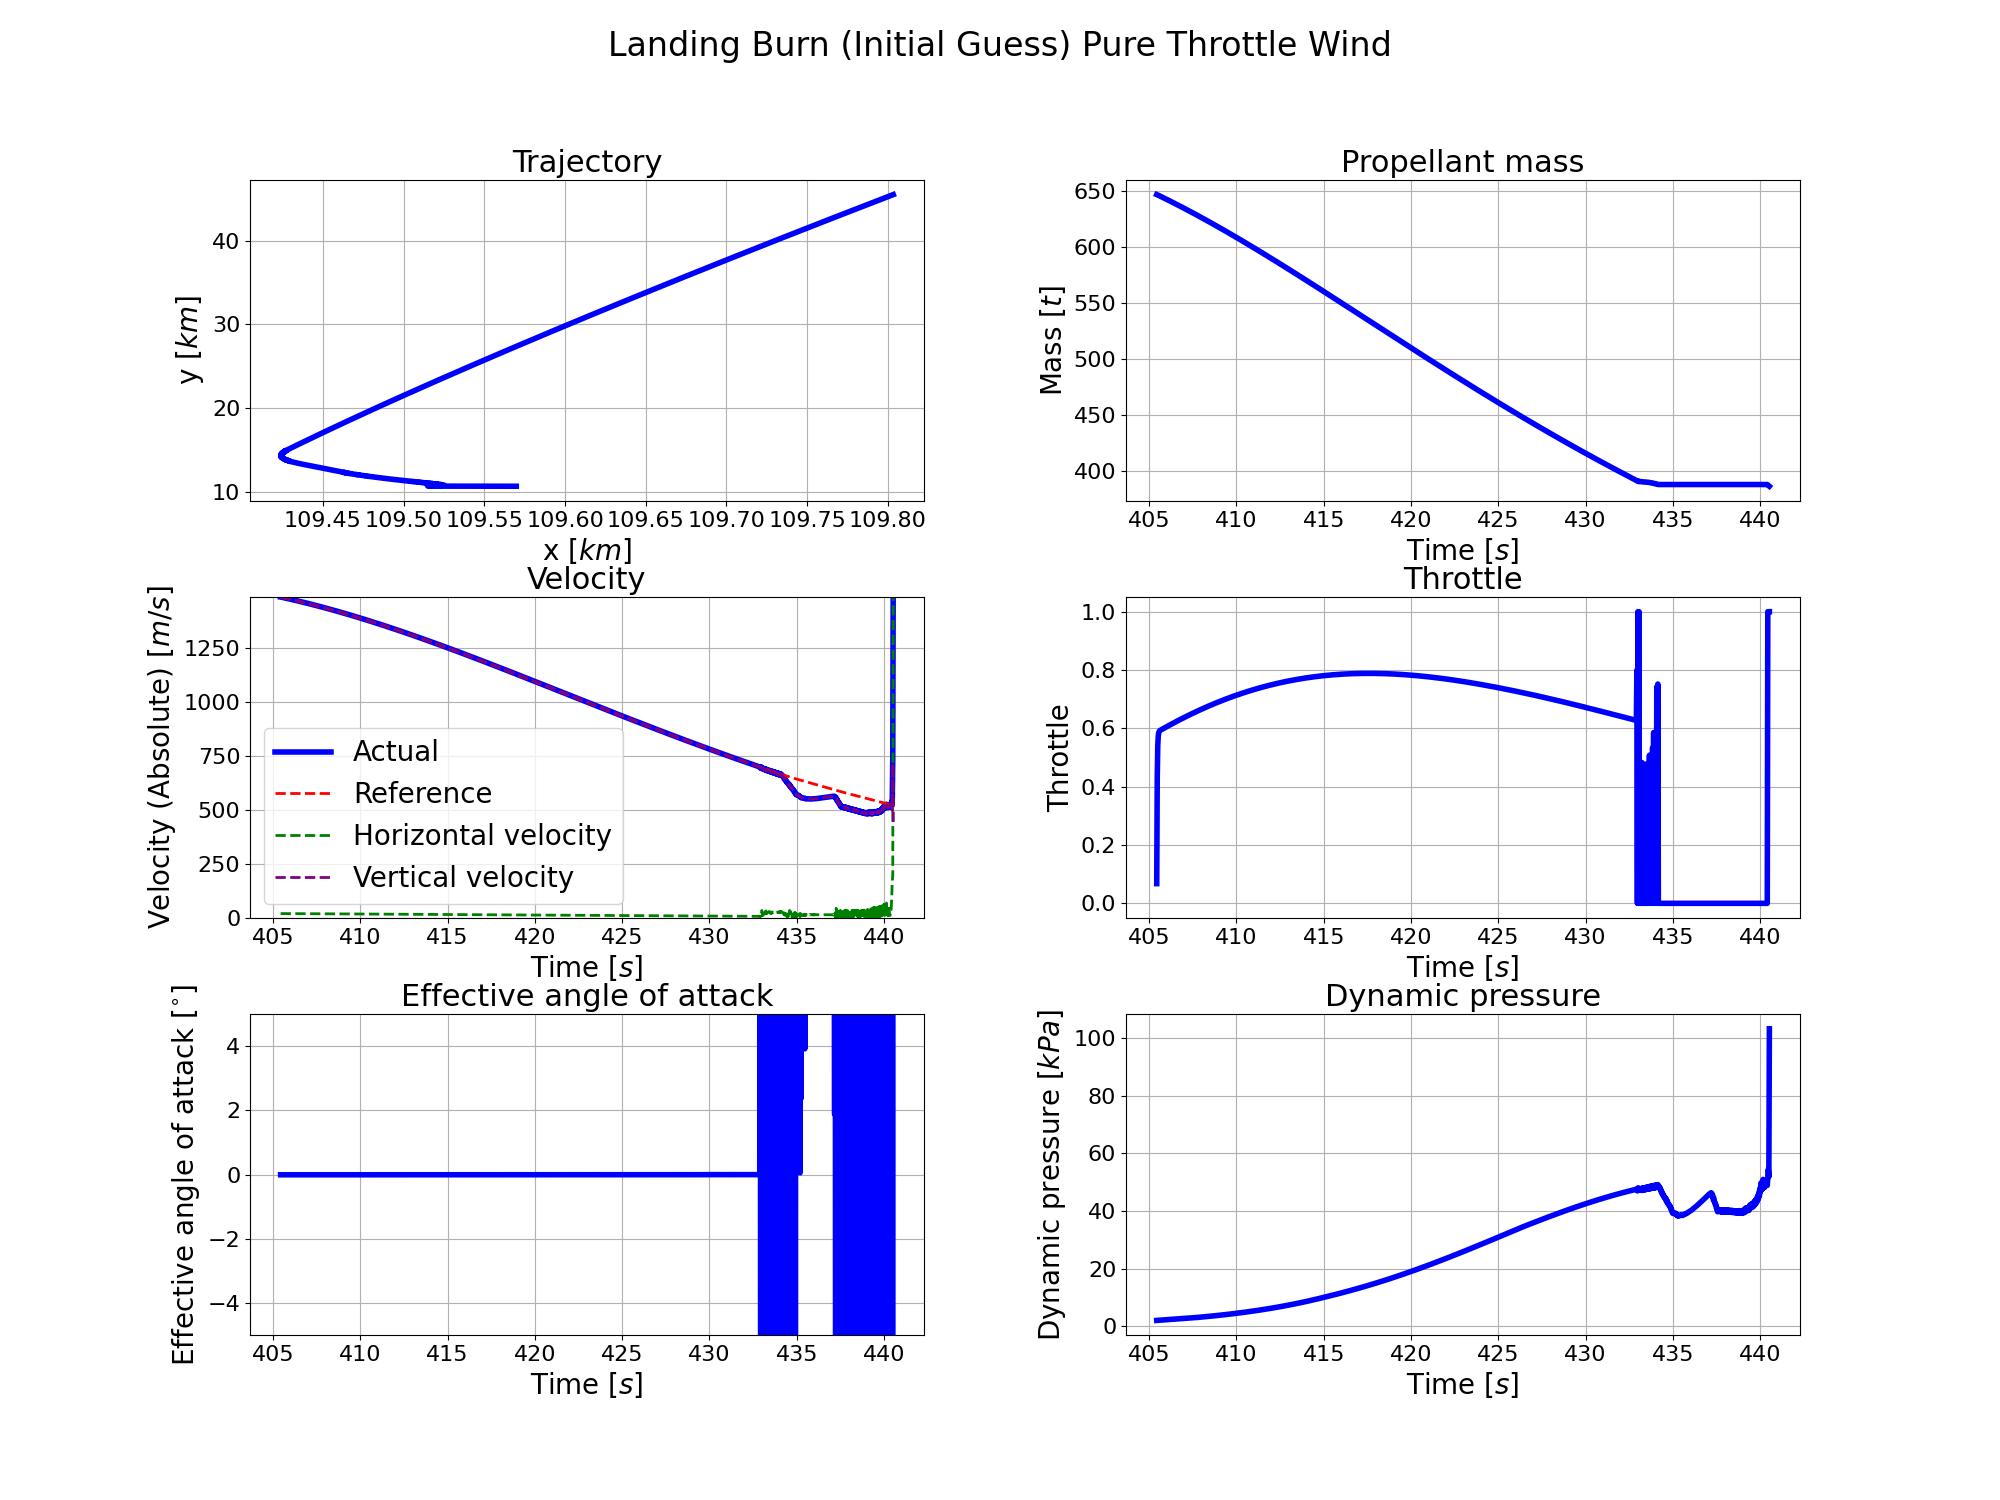 Landing Burn (Initial Guess) Pure Throttle Wind
Trajectory
y [km]
40
30
20
10
109.45 109.50 109.55 109.60 109.65 109.70 109.75 109.80
x [km]
Propellant mass
Mass [t]
650
600
550
500
450
400
405 410 415 420 425 430 435 440
Time [s]
Velocity
Velocity (Absolute) [m/s]
1250
1000
750
500
250
0
Actual
Reference
Horizontal velocity
Vertical velocity
405 410 415 420 425 430 435 440
Time [s]
Throttle
Throttle
1.0
0.8
0.6
0.4
0.2
0.0
405 410 415 420 425 430 435 440
Time [s]
Effective angle of attack
Effective angle of attack [°]
4
2
0
−2
−4
405 410 415 420 425 430 435 440
Time [s]
Dynamic pressure
Dynamic pressure [kPa]
100
80
60
40
20
0
405 410 415 420 425 430 435 440
Time [s]